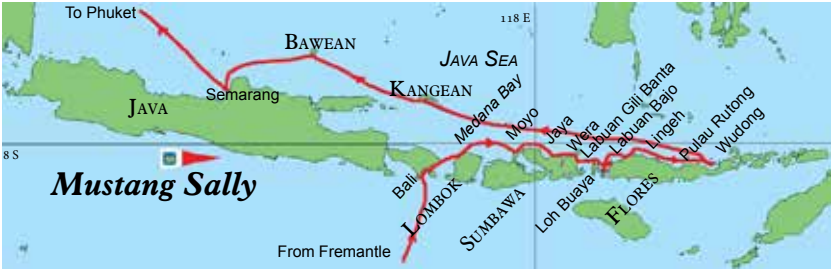 To Phuket
118 E
BAWEAN
JAVA SEA
KANGEAN
Semarang
JAVA
Medana Bay
Moyo
Jaya
Wera
Labuan Gili Banta
Labuan Bajo
Lingeh
Pulau Rutong
Wudong
8 S
Mustang Sally
Bali
LOMBOK
SUMBAWA
Loh Buaya
FLORES
From Fremantle